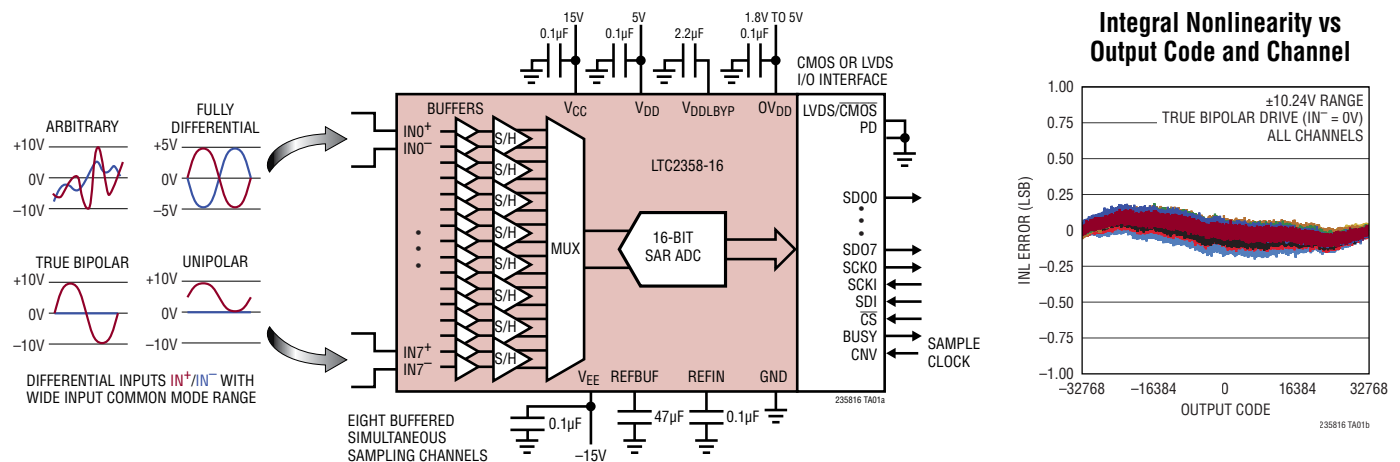 ARBITRARY
+10V
0V
–10V
FULLY
DIFFERENTIAL
+5V
0V
–5V
TRUE BIPOLAR
+10V
0V
–10V
UNIPOLAR
+10V
0V
–10V
DIFFERENTIAL INPUTS IN+/IN– WITH
WIDE INPUT COMMON MODE RANGE
15V
0.1µF
5V
0.1µF
2.2µF
1.8V TO 5V
0.1µF
CMOS OR LVDS
I/O INTERFACE
BUFFERS
VCC
VDD
VDDLBYP
OVDD
LVDS/CMOS
PD
IN0+
IN0–
S/H
S/H
S/H
S/H
S/H
S/H
S/H
S/H
IN7+
IN7–
MUX
LTC2358-16
16-BIT
SAR ADC
SDO0
SDO7
SCKO
SCKI
SDI
CS
BUSY
CNV
SAMPLE
CLOCK
VEE
REFBUF
REFIN
GND
235816 TA01a
0.1µF
47µF
0.1µF
–15V
EIGHT BUFFERED
SIMULTANEOUS
SAMPLING CHANNELS
Integral Nonlinearity vs
Output Code and Channel
±10.24V RANGE
TRUE BIPOLAR DRIVE (IN– = 0V)
ALL CHANNELS
INL ERROR (LSB)
1.00
0.75
0.50
0.25
0
–0.25
–0.50
–0.75
–1.00
–32768
–16384
0
16384
32768
OUTPUT CODE
235816 TA01b